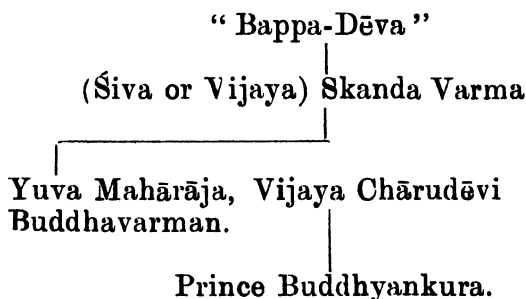 “ Bappa-Dēva ”
(Śiva or Vijaya) Skanda Varma
Yuva Mahārāja, Vijaya Chārudēvi
Buddhavarman.
Prince Buddhyankura.